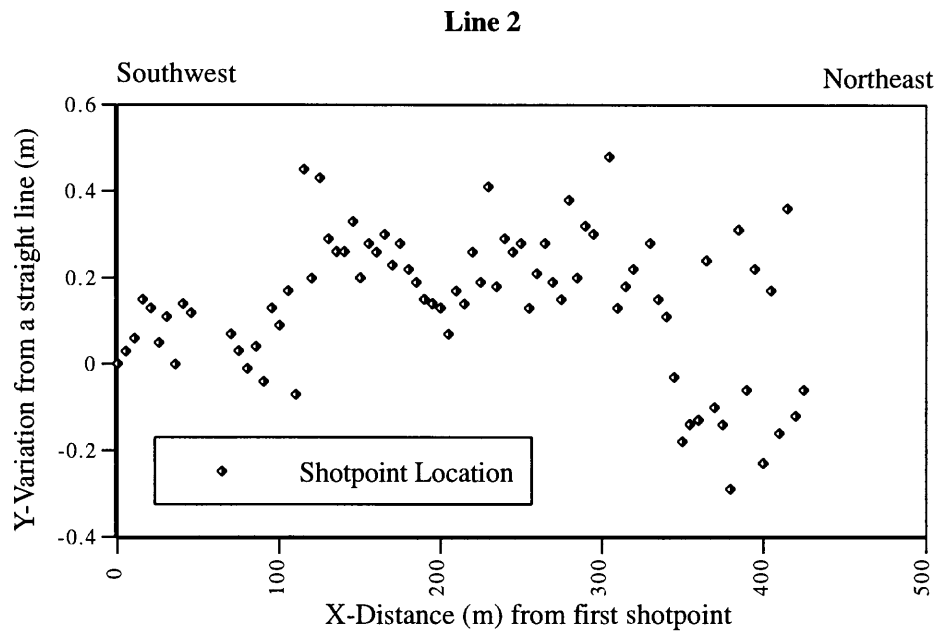 Line 2
Southwest
Northeast
Y-Variation from a straight line (m)
0.6
0.4
0.2
0
-0.2
-0.4
Shotpoint Location
0
100
200
300
400
500
X-Distance (m) from first shotpoint